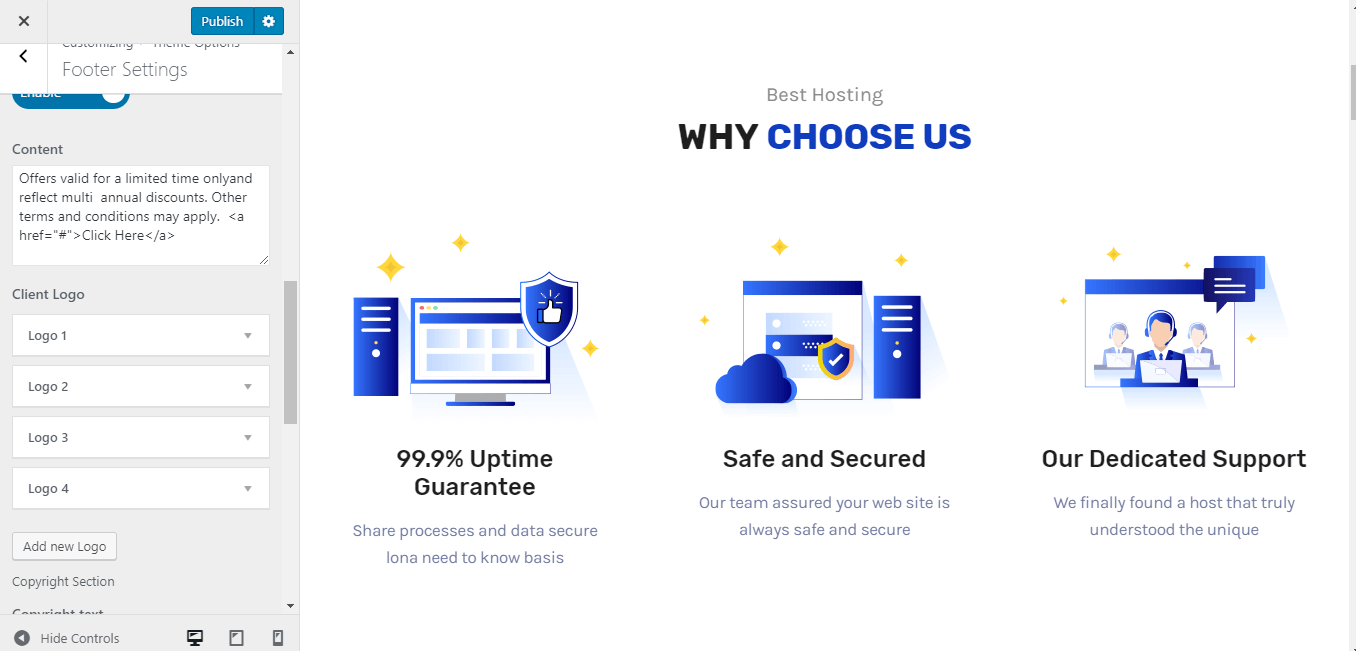 Publish
Customizing Theme Options
Footer Settings
Enable
Content
Offers valid for a limited time onlyand
reflect multi  annual discounts. Other
terms and conditions may apply.  <a
href="#">Click Here</a>
Client Logo
Logo 1
Logo 2
Logo 3
Logo 4
Add new Logo
Copyright Section
Copyright text
Hide Controls
Best Hosting
WHY CHOOSE US
99.9% Uptime
Guarantee
Share processes and data secure
lona need to know basis
Safe and Secured
Our team assured your web site is
always safe and secure
Our Dedicated Support
We finally found a host that truly
understood the unique